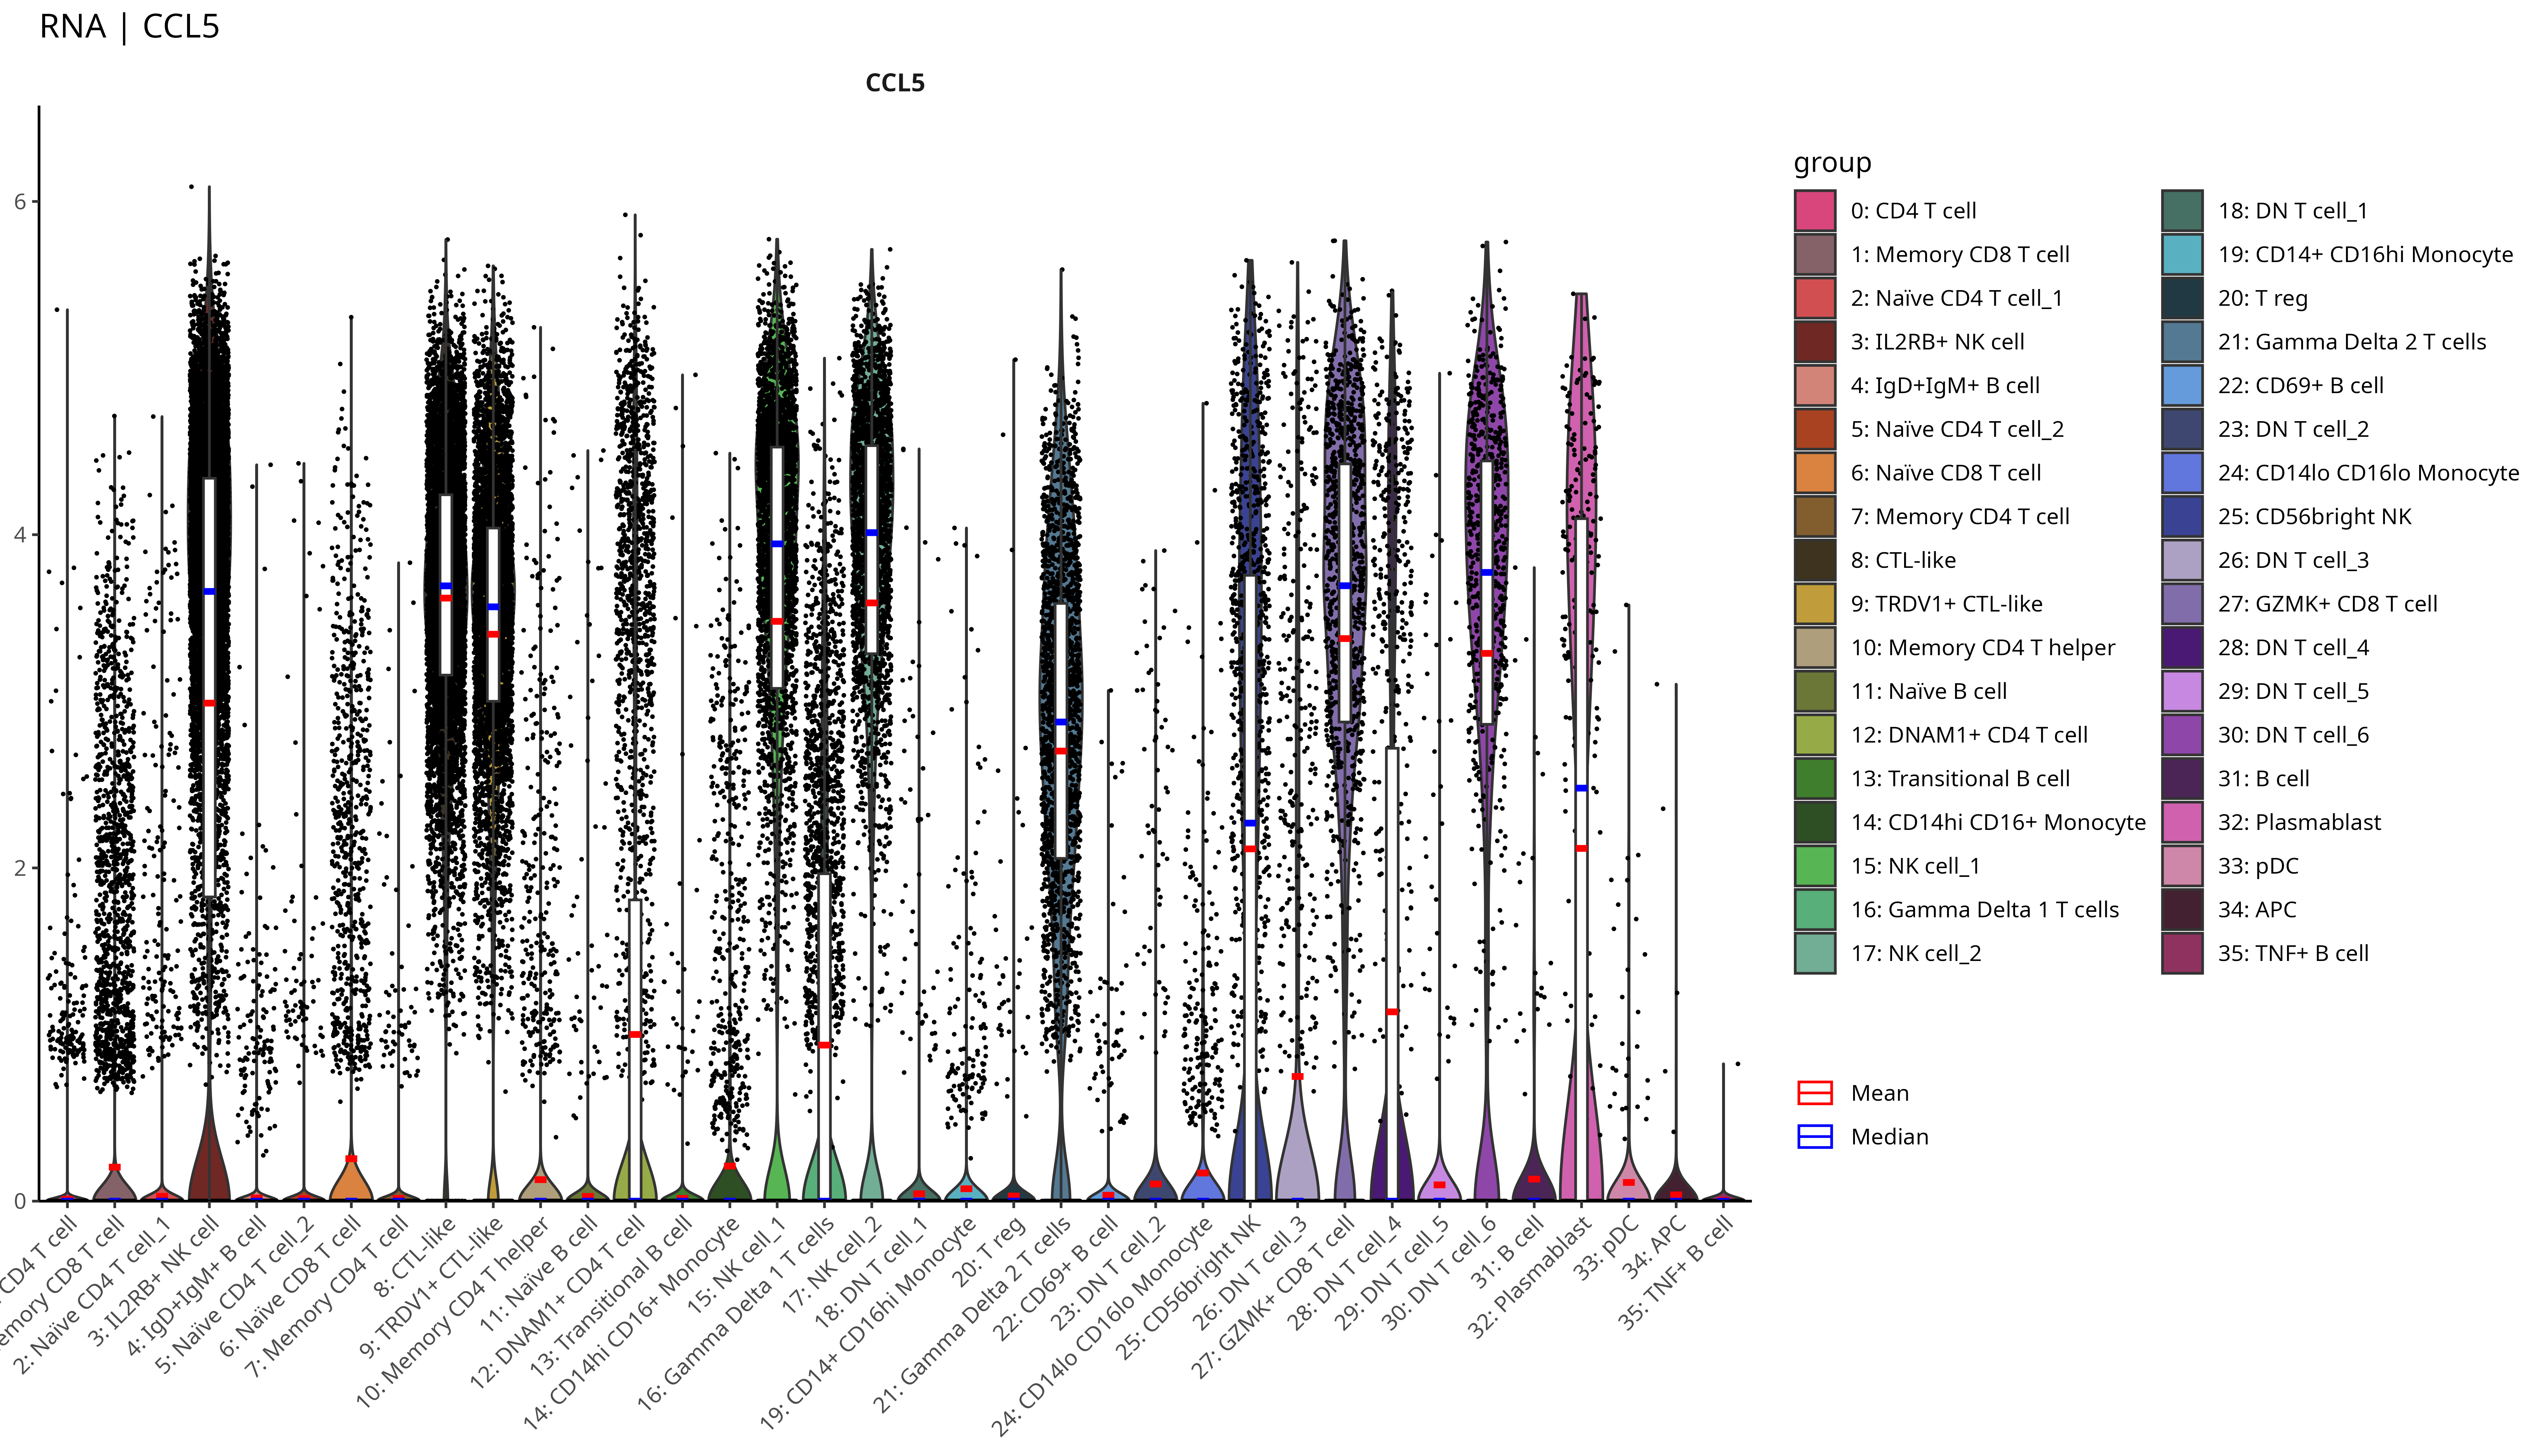 RNA | CCL5
CCL5
6
4
2
0
CD4 T cell
Memory CD8 T cell
2: Naïve CD4 T cell_1
3: IL2RB+ NK cell
4: IgD+IgM+ B cell
5: Naïve CD4 T cell_2
6: Naïve CD8 T cell
7: Memory CD4 T cell
8: CTL-like
9: TRDV1+ CTL-like
10: Memory CD4 T helper
11: Naïve B cell
12: DNAM1+ CD4 T cell
13: Transitional B cell
14: CD14hi CD16+ Monocyte
15: NK cell_1
16: Gamma Delta 1 T cells
17: NK cell_2
18: DN T cell_1
19: CD14+ CD16hi Monocyte
20: T reg
21: Gamma Delta 2 T cells
22: CD69+ B cell
23: DN T cell_2
24: CD14lo CD16lo Monocyte
25: CD56bright NK
26: DN T cell_3
27: GZMK+ CD8 T cell
28: DN T cell_4
29: DN T cell_5
30: DN T cell_6
31: B cell
32: Plasmablast
33: pDC
34: APC
35: TNF+ B cell
group
0: CD4 T cell
1: Memory CD8 T cell
2: Naïve CD4 T cell_1
3: IL2RB+ NK cell
4: IgD+IgM+ B cell
5: Naïve CD4 T cell_2
6: Naïve CD8 T cell
7: Memory CD4 T cell
8: CTL-like
9: TRDV1+ CTL-like
10: Memory CD4 T helper
11: Naïve B cell
12: DNAM1+ CD4 T cell
13: Transitional B cell
14: CD14hi CD16+ Monocyte
15: NK cell_1
16: Gamma Delta 1 T cells
17: NK cell_2
18: DN T cell_1
19: CD14+ CD16hi Monocyte
20: T reg
21: Gamma Delta 2 T cells
22: CD69+ B cell
23: DN T cell_2
24: CD14lo CD16lo Monocyte
25: CD56bright NK
26: DN T cell_3
27: GZMK+ CD8 T cell
28: DN T cell_4
29: DN T cell_5
30: DN T cell_6
31: B cell
32: Plasmablast
33: pDC
34: APC
35: TNF+ B cell
Mean
Median